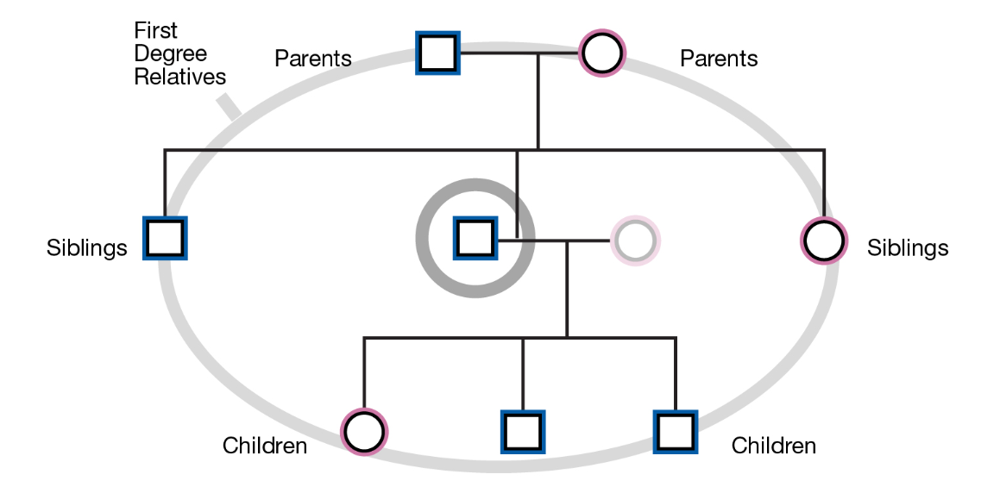 First
Degree
Relatives
Parents
Parents
Siblings
Siblings
Children
Children